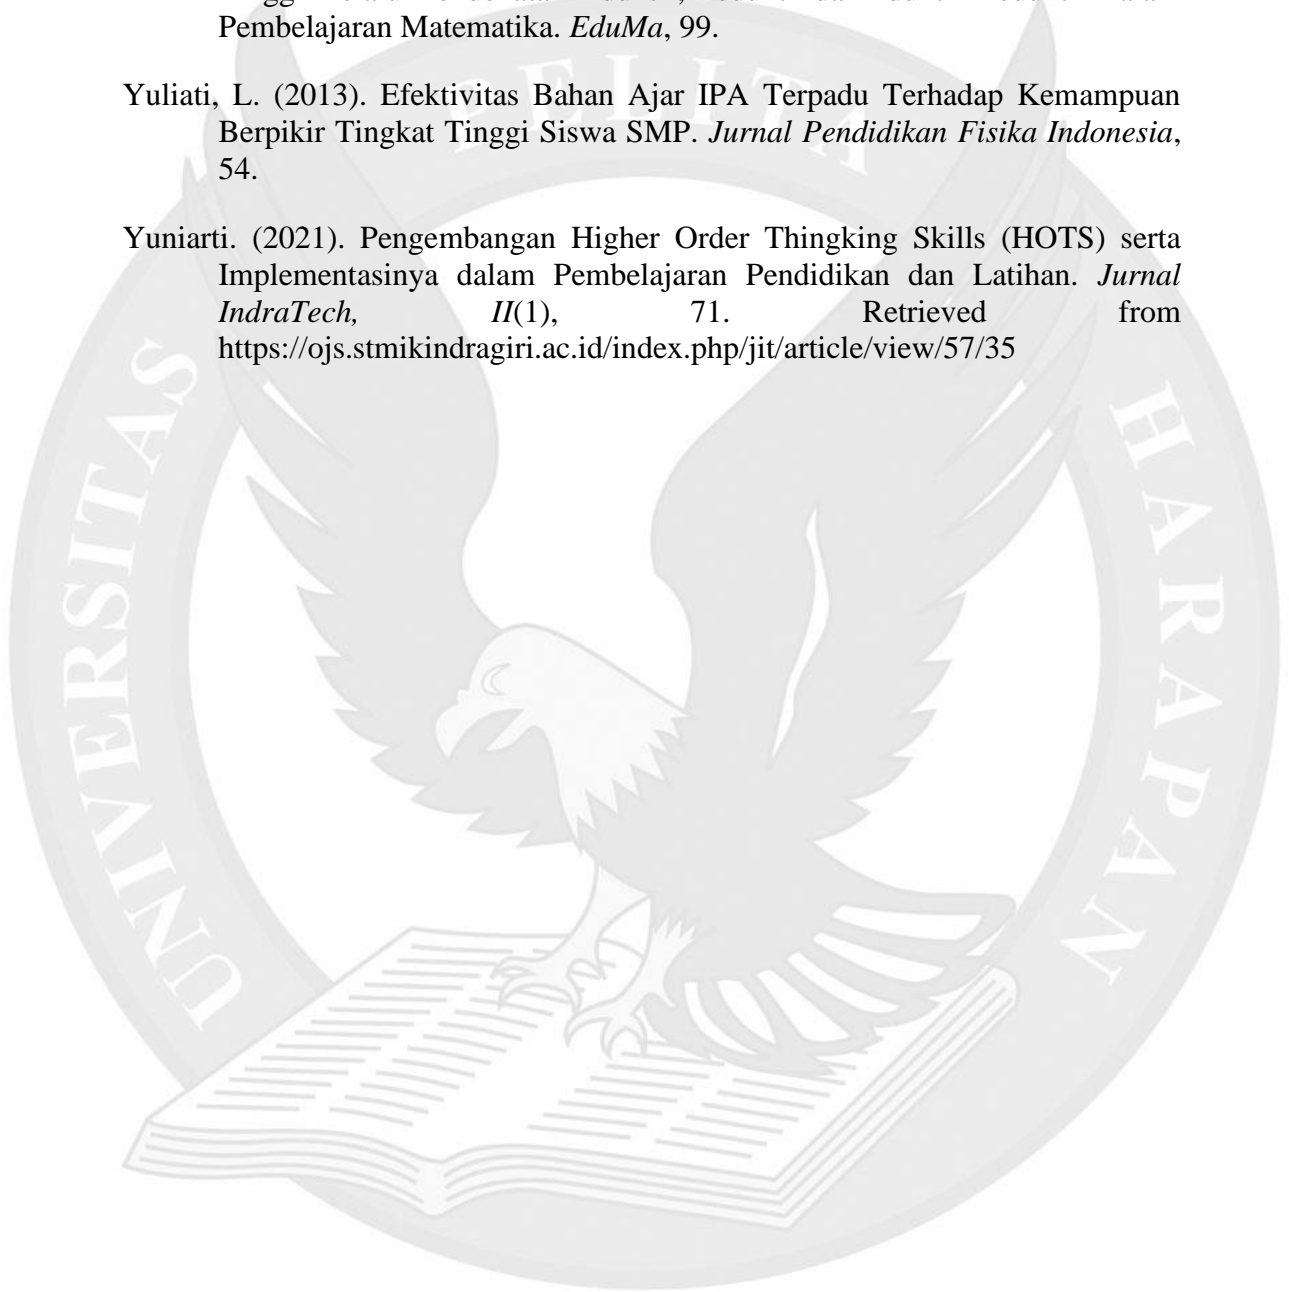 Pembelajaran Matematika. EduMa, 99.
Yuliati, L. (2013). Efektivitas Bahan Ajar IPA Terpadu Terhadap Kemampuan
Berpikir Tingkat Tinggi Siswa SMP. Jurnal Pendidikan Fisika Indonesia,
54.
Yuniarti. (2021). Pengembangan Higher Order Thingking Skills (HOTS) serta
Implementasinya dalam Pembelajaran Pendidikan dan Latihan. Jurnal
IndraTech, II(1), 71. Retrieved from
https://ojs.stmikindragiri.ac.id/index.php/jit/article/view/57/35
UNIVERSITAS
PELITA
HARAPAN